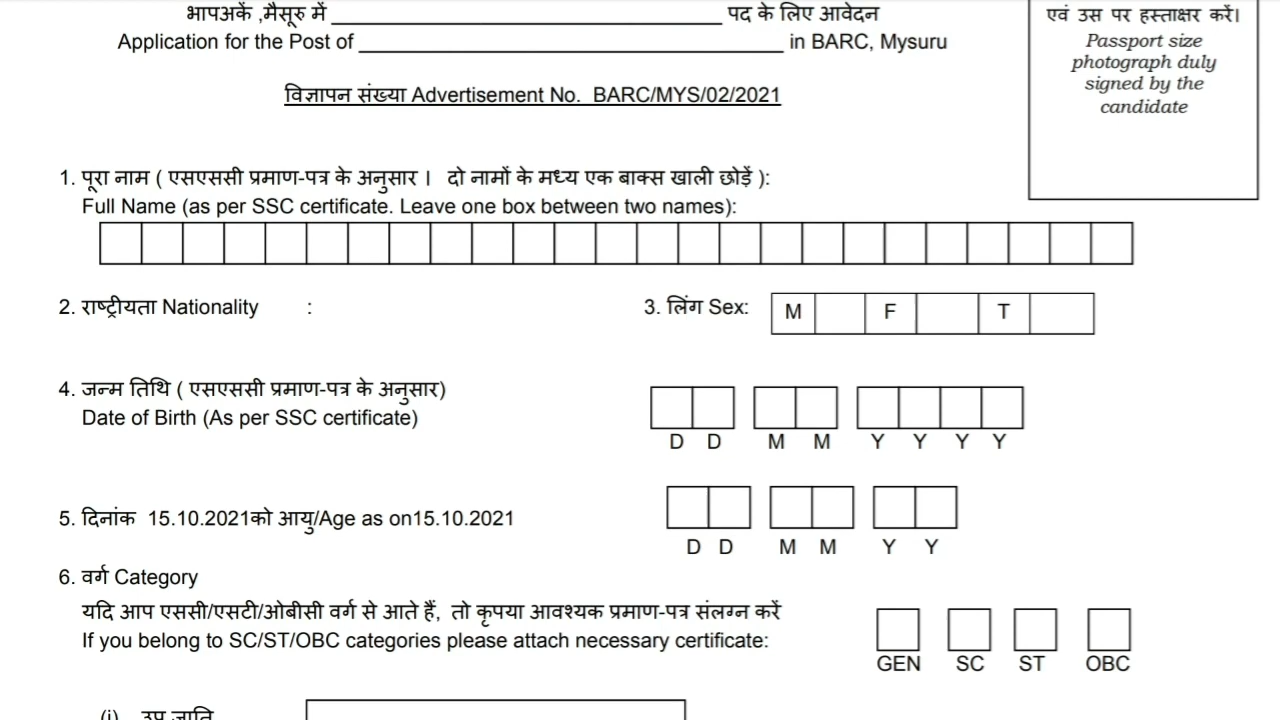 भापअकें ,मैसूरु में ______________ पद के लिए आवेदन
Application for the Post of ______________ in BARC, Mysuru
एवं उस पर हस्ताक्षर करें।
Passport size
photograph duly
signed by the
candidate
विज्ञापन संख्या Advertisement No. BARC/MYS/02/2021
1. पूरा नाम ( एसएससी प्रमाण-पत्र के अनुसार । दो नामों के मध्य एक बाक्स खाली छोड़ें ):
Full Name (as per SSC certificate. Leave one box between two names):
2. राष्ट्रीयता Nationality :
3. लिंग Sex: M F T
4. जन्म तिथि ( एसएससी प्रमाण-पत्र के अनुसार)
Date of Birth (As per SSC certificate)
D D M M Y Y Y Y
5. दिनांक 15.10.2021को आयु/Age as on15.10.2021
D D M M Y Y
6. वर्ग Category
यदि आप एससी/एसटी/ओबीसी वर्ग से आते हैं, तो कृपया आवश्यक प्रमाण-पत्र संलग्न करें
If you belong to SC/ST/OBC categories please attach necessary certificate:
GEN SC ST OBC
(i) उप जाति